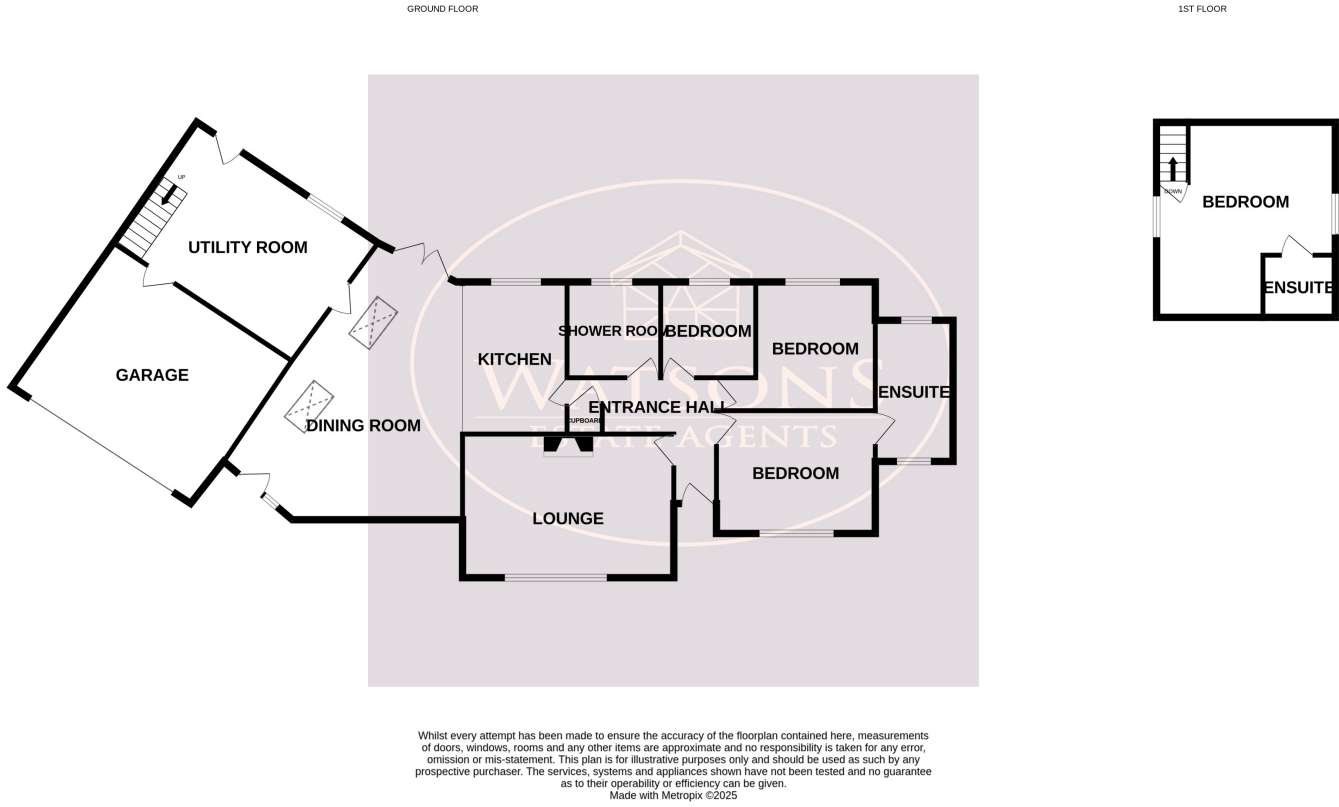 GROUND FLOOR
1ST FLOOR
UP
UTILITY ROOM
GARAGE
DINING ROOM
KITCHEN
SHOWER ROOM
BEDROOM
BEDROOM
ENSUITE
ENTRANCE HALL
CUPBOARD
BEDROOM
LOUNGE
WATSONS
ESTATE AGENTS
DOWN
BEDROOM
ENSUITE
Whilst every attempt has been made to ensure the accuracy of the floorplan contained here, measurements
of doors, windows, rooms and any other items are approximate and no responsibility is taken for any error,
omission or mis-statement. This plan is for illustrative purposes only and should be used as such by any
prospective purchaser. The services, systems and appliances shown have not been tested and no guarantee
as to their operability or efficiency can be given.
Made with Metropix ©2025